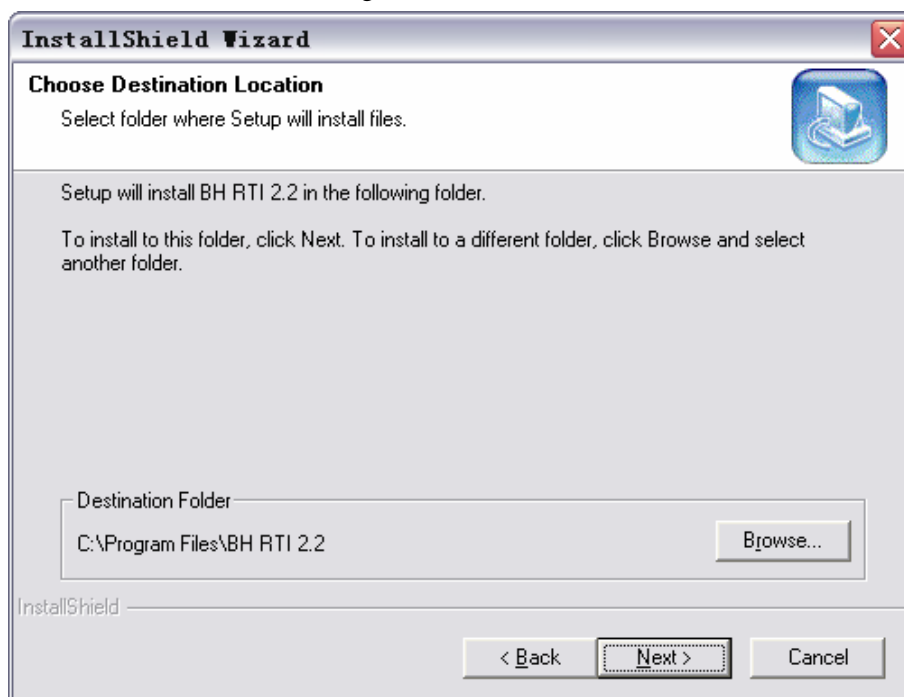 InstallShield Wizard
Choose Destination Location
Select folder where Setup will install files.
Setup will install BH RTI 2.2 in the following folder.
To install to this folder, click Next. To install to a different folder, click Browse and select
another folder.
Destination Folder
C:\Program Files\BH RTI 2.2
Browse...
InstallShield
< Back
Next >
Cancel